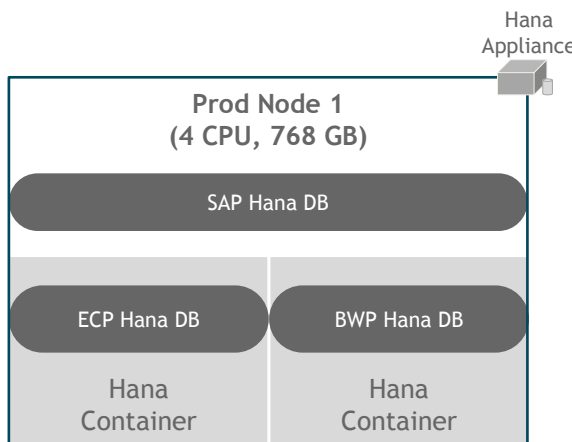 Hana
Appliance
Prod Node 1
(4 CPU, 768 GB)
SAP Hana DB
ECP Hana DB
BWP Hana DB
Hana
Container
Hana
Container